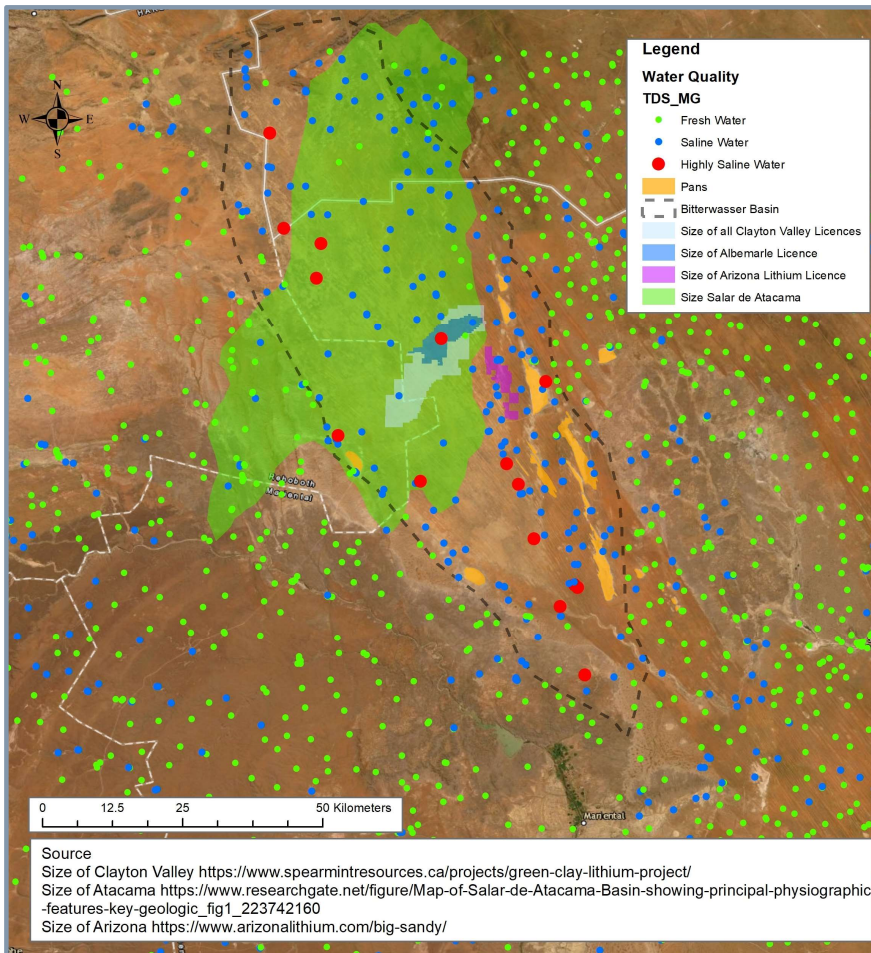 N
W E
S
Legend
Water Quality
TDS_MG
Fresh Water
Saline Water
Highly Saline Water
Pans
Bitterwasser Basin
Size of all Clayton Valley Licences
Size of Albemarle Licence
Size of Arizona Lithium Licence
Size Salar de Atacama
Rehoboth
Mariental
0 12.5 25 50 Kilometers
Mariental
Source
Size of Clayton Valley https://www.spearmintresources.ca/projects/green-clay-lithium-project/
Size of Atacama https://www.researchgate.net/figure/Map-of-Salar-de-Atacama-Basin-showing-principal-physiographic
-features-key-geologic_fig1_223742160
Size of Arizona https://www.arizonalithium.com/big-sandy/